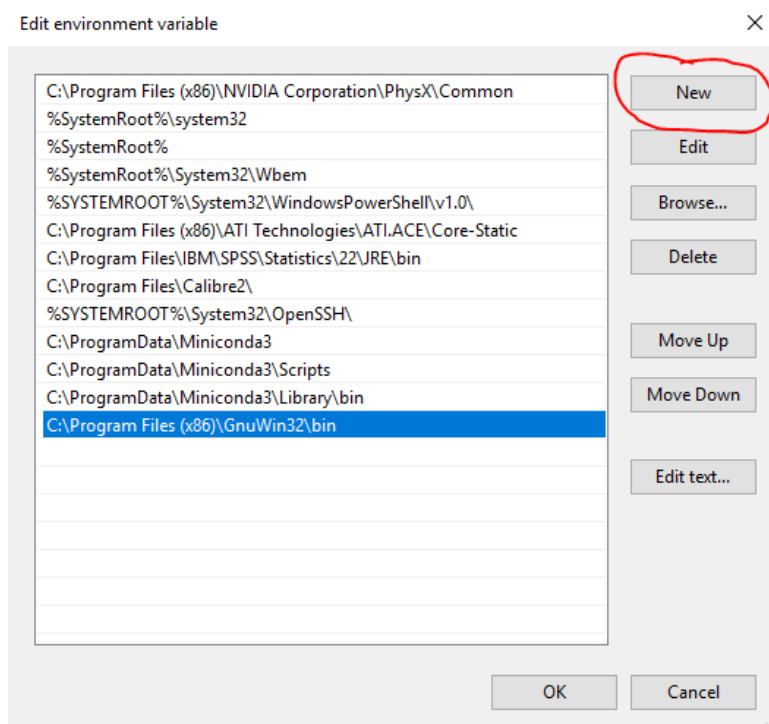 Edit environment variable
C:\Program Files (x86)\NVIDIA Corporation\PhysX\Common
New
%SystemRoot%\system32
%SystemRoot%
Edit
%SystemRoot%\System32\Wbem
%SYSTEMROOT%\System32\WindowsPowerShell\v1.0\
Browse...
C:\Program Files (x86)\ATI Technologies\ATI.ACE\Core-Static
C:\Program Files\IBM\SPSS\Statistics\22\JRE\bin
Delete
C:\Program Files\Calibre2\
%SYSTEMROOT%\System32\OpenSSH\
C:\ProgramData\Miniconda3
Move Up
C:\ProgramData\Miniconda3\Scripts
C:\ProgramData\Miniconda3\Library\bin
Move Down
C:\Program Files (x86)\GnuWin32\bin
Edit text...
OK
Cancel